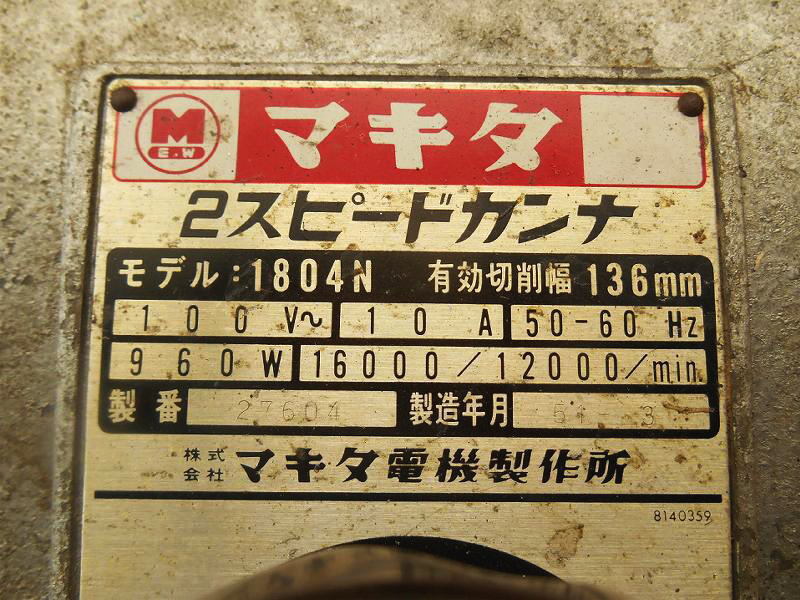 M
E.W
マキタ
2スピードカンナ
モデル:1804N 有効切削幅 136mm
100V〜 10A 50-60Hz
960W 16000/12000/min
製番 27604 製造年月 51 3
株式会社 マキタ電機製作所
8140359